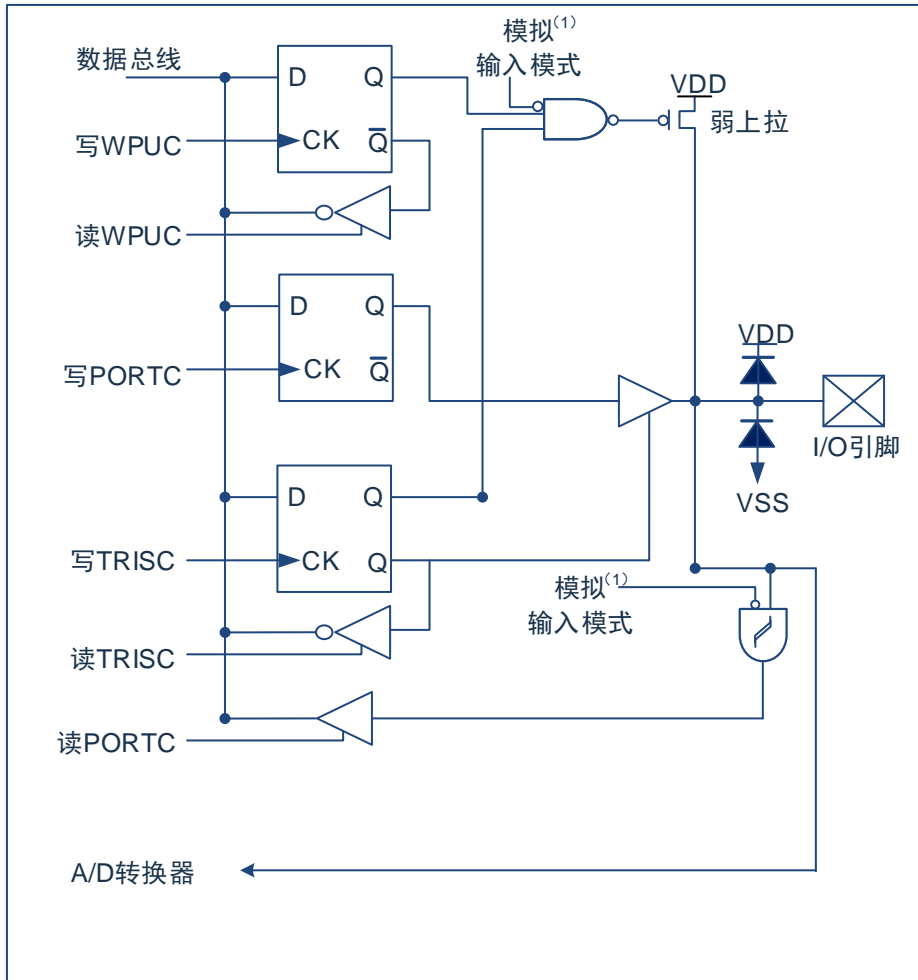 数据总线
D
Q
模拟(1)
输入模式
VDD
弱上拉
写WPUC
CK
Q̅
读WPUC
D
Q
写PORTC
CK
Q̅
VDD
I/O引脚
VSS
D
Q
写TRISC
CK
Q
模拟(1)
输入模式
读TRISC
读PORTC
A/D转换器